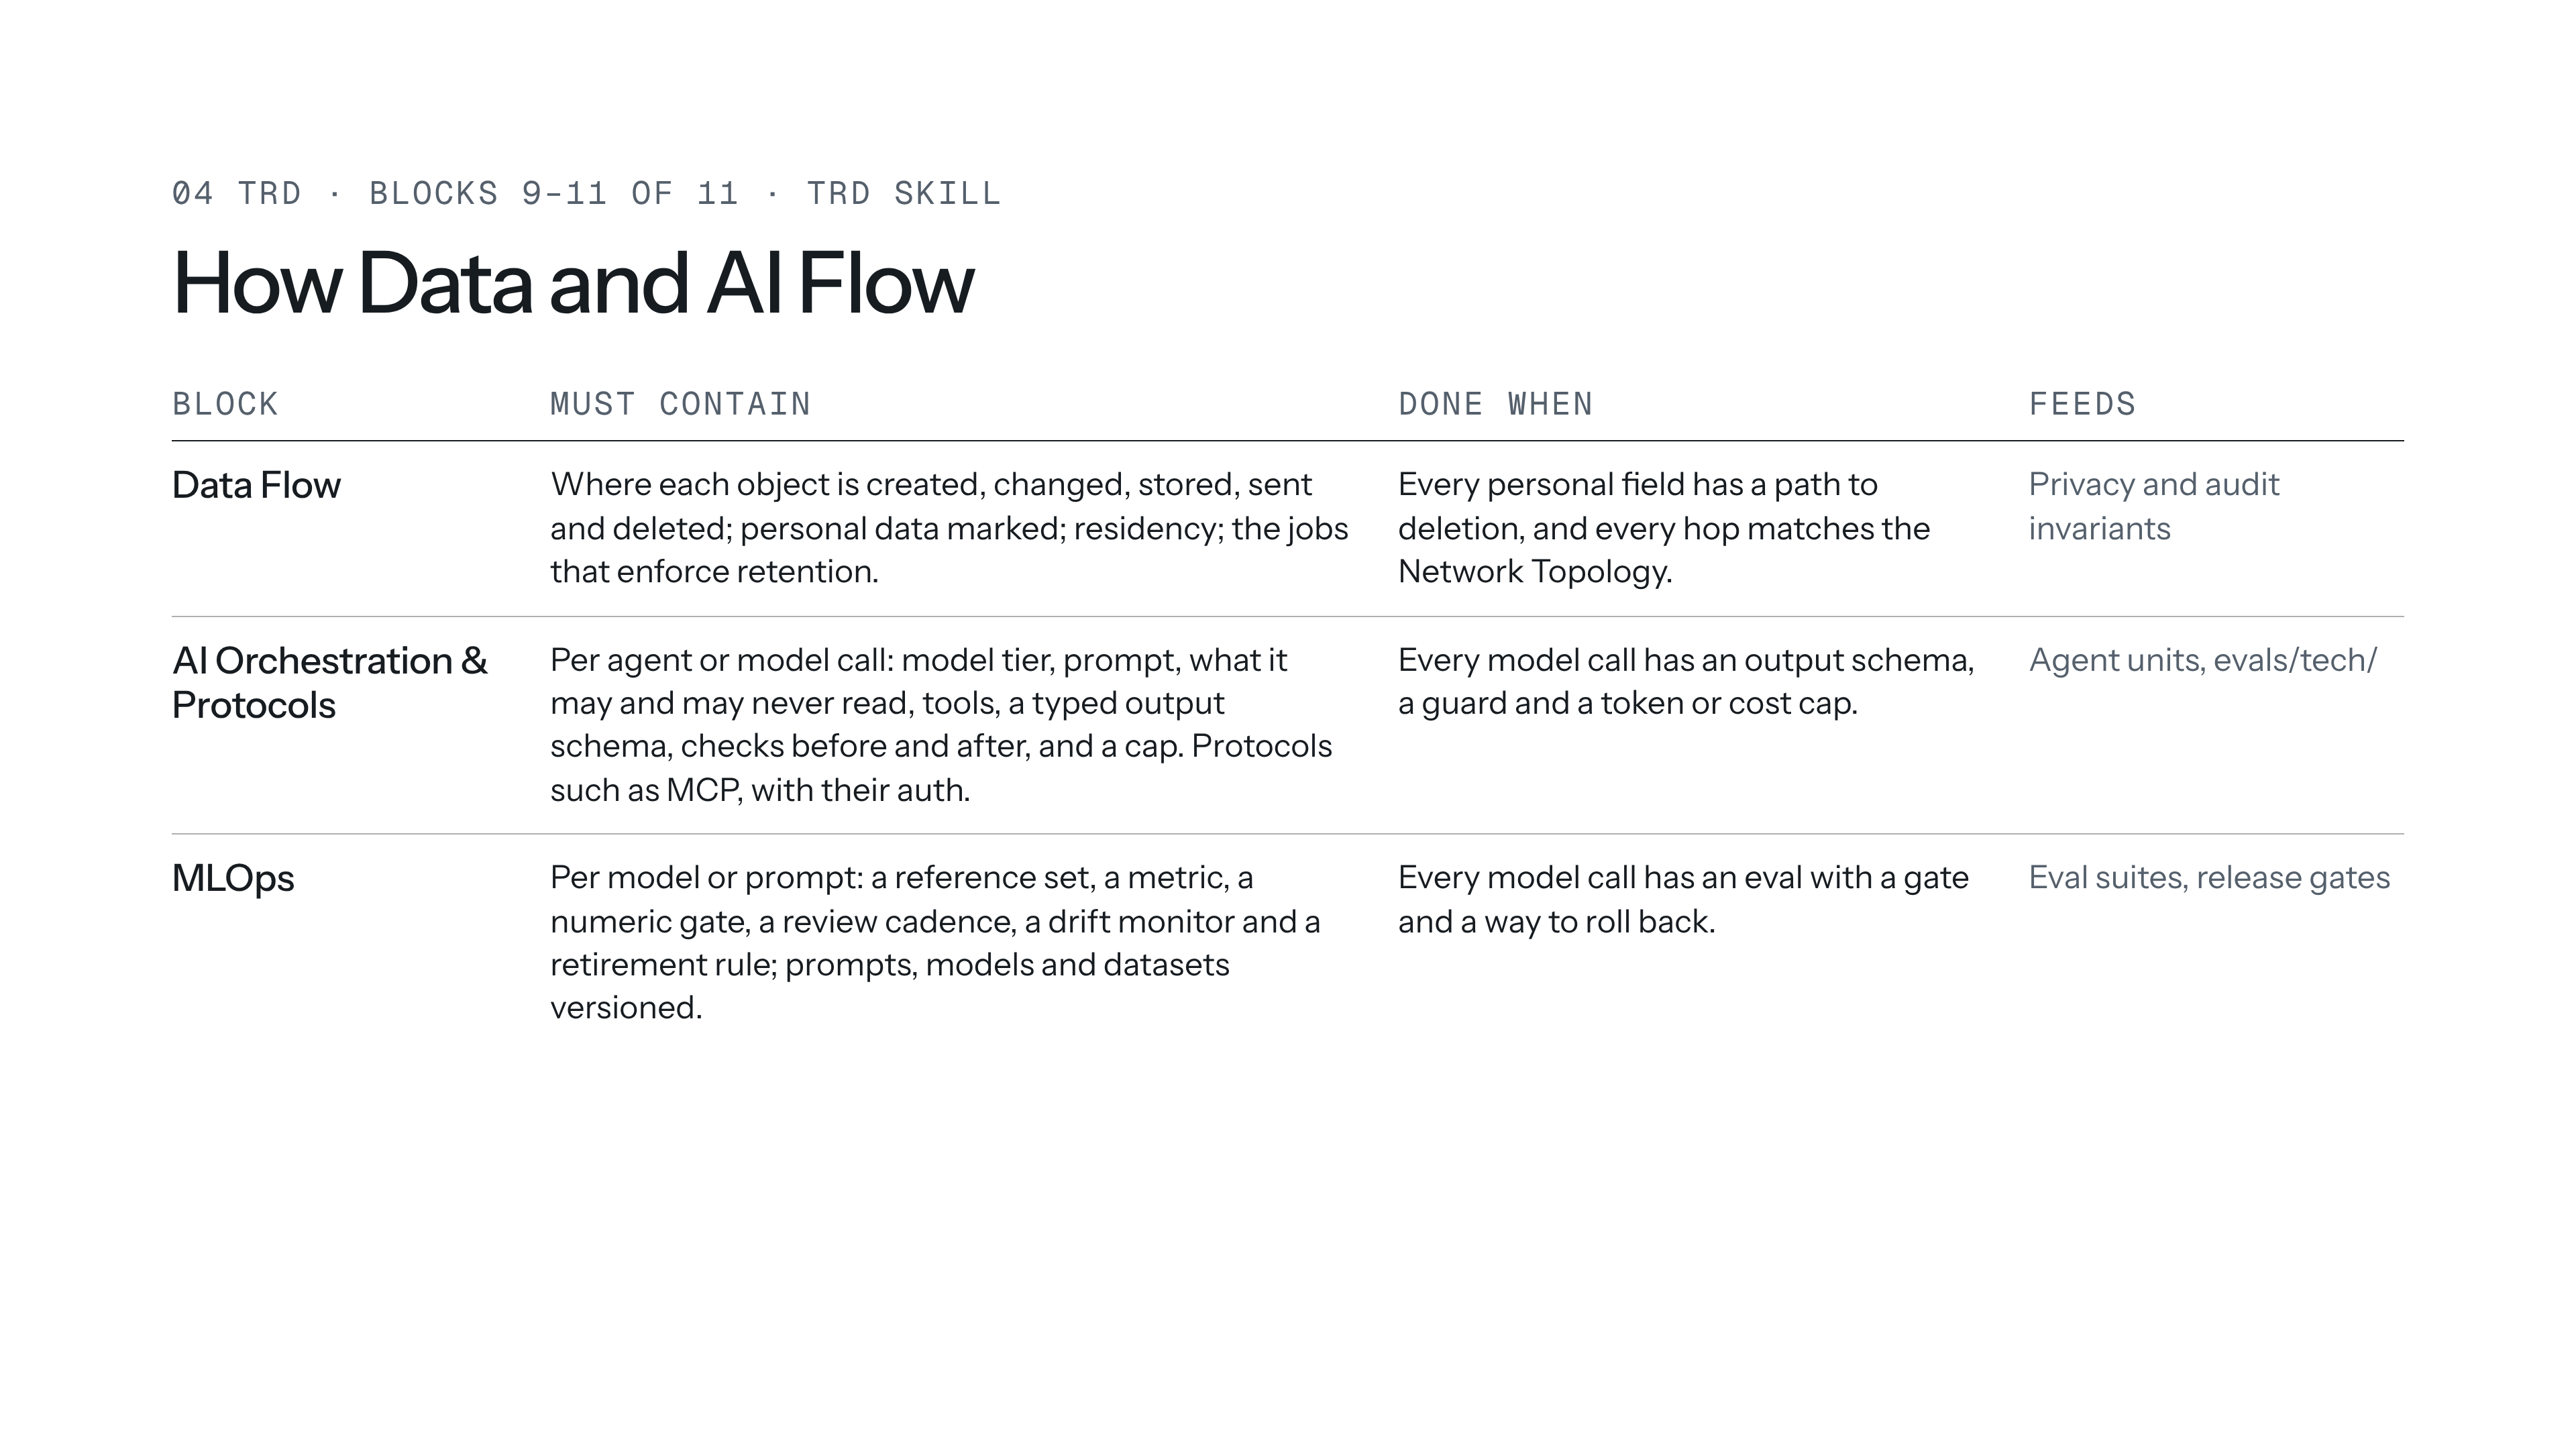 04 TRD · BLOCKS 9–11 OF 11 · TRD SKILL
How Data and AI Flow
BLOCK
MUST CONTAIN
DONE WHEN
FEEDS
Data Flow
Where each object is created, changed, stored, sent
and deleted; personal data marked; residency; the jobs
that enforce retention.
Every personal field has a path to
deletion, and every hop matches the
Network Topology.
Privacy and audit
invariants
AI Orchestration &
Protocols
Per agent or model call: model tier, prompt, what it
may and may never read, tools, a typed output
schema, checks before and after, and a cap. Protocols
such as MCP, with their auth.
Every model call has an output schema,
a guard and a token or cost cap.
Agent units, evals/tech/
MLOps
Per model or prompt: a reference set, a metric, a
numeric gate, a review cadence, a drift monitor and a
retirement rule; prompts, models and datasets
versioned.
Every model call has an eval with a gate
and a way to roll back.
Eval suites, release gates